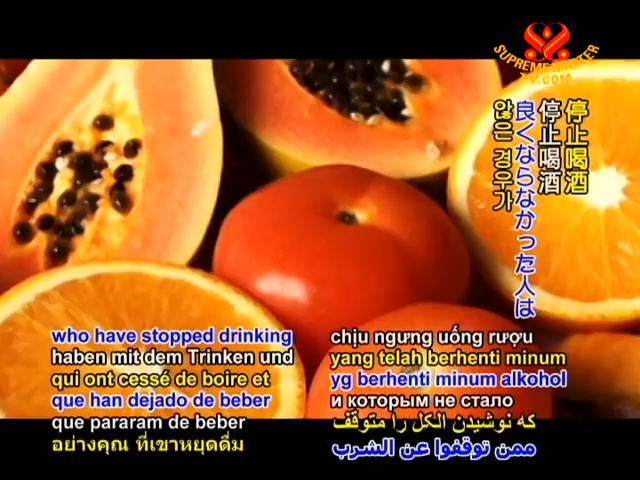 SUPREME MASTER
TV.COM
停止喝酒
停止喝酒
良くならなかった人は
않은 경우가
who have stopped drinking
haben mit dem Trinken und
qui ont cessé de boire et
que han dejado de beber
que pararam de beber
อย่างคุณ ที่เขาหยุดดื่ม
chịu ngưng uống rượu
yang telah berhenti minum
yg berhenti minum alkohol
и которым не стало
که نوشیدن الکل را متوقف
ممن توقفوا عن الشرب